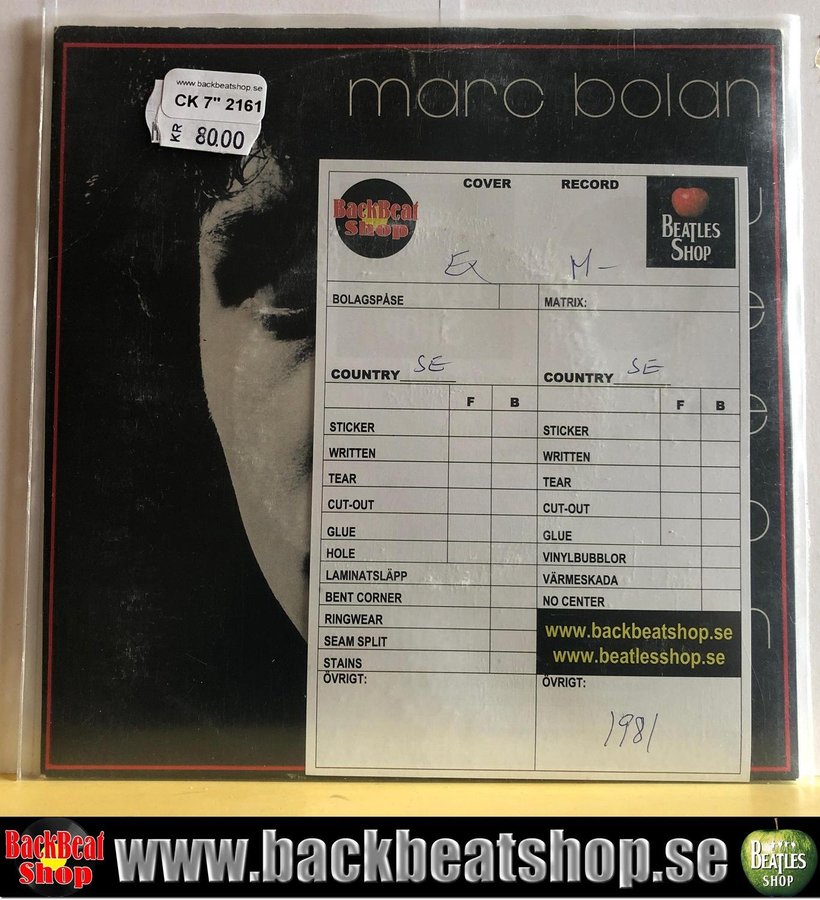 www.backbeatshop.se
CK 7" 2161
KR 80.00
marc bolan
COVER RECORD
BackBeat
Shop
BEATLES
SHOP
Ex M-
BOLAGSPÅSE MATRIX:
COUNTRY SE COUNTRY SE
F B F B
STICKER STICKER
WRITTEN WRITTEN
TEAR TEAR
CUT-OUT CUT-OUT
GLUE GLUE
HOLE VINYLBUBBLOR
LAMINATSLÄPP VÄRMESKADA
BENT CORNER NO CENTER
RINGWEAR
SEAM SPLIT
STAINS
www.backbeatshop.se
www.beatlesshop.se
ÖVRIGT: ÖVRIGT:
1981
BackBeat
Shop
www.backbeatshop.se
BEATLES
SHOP